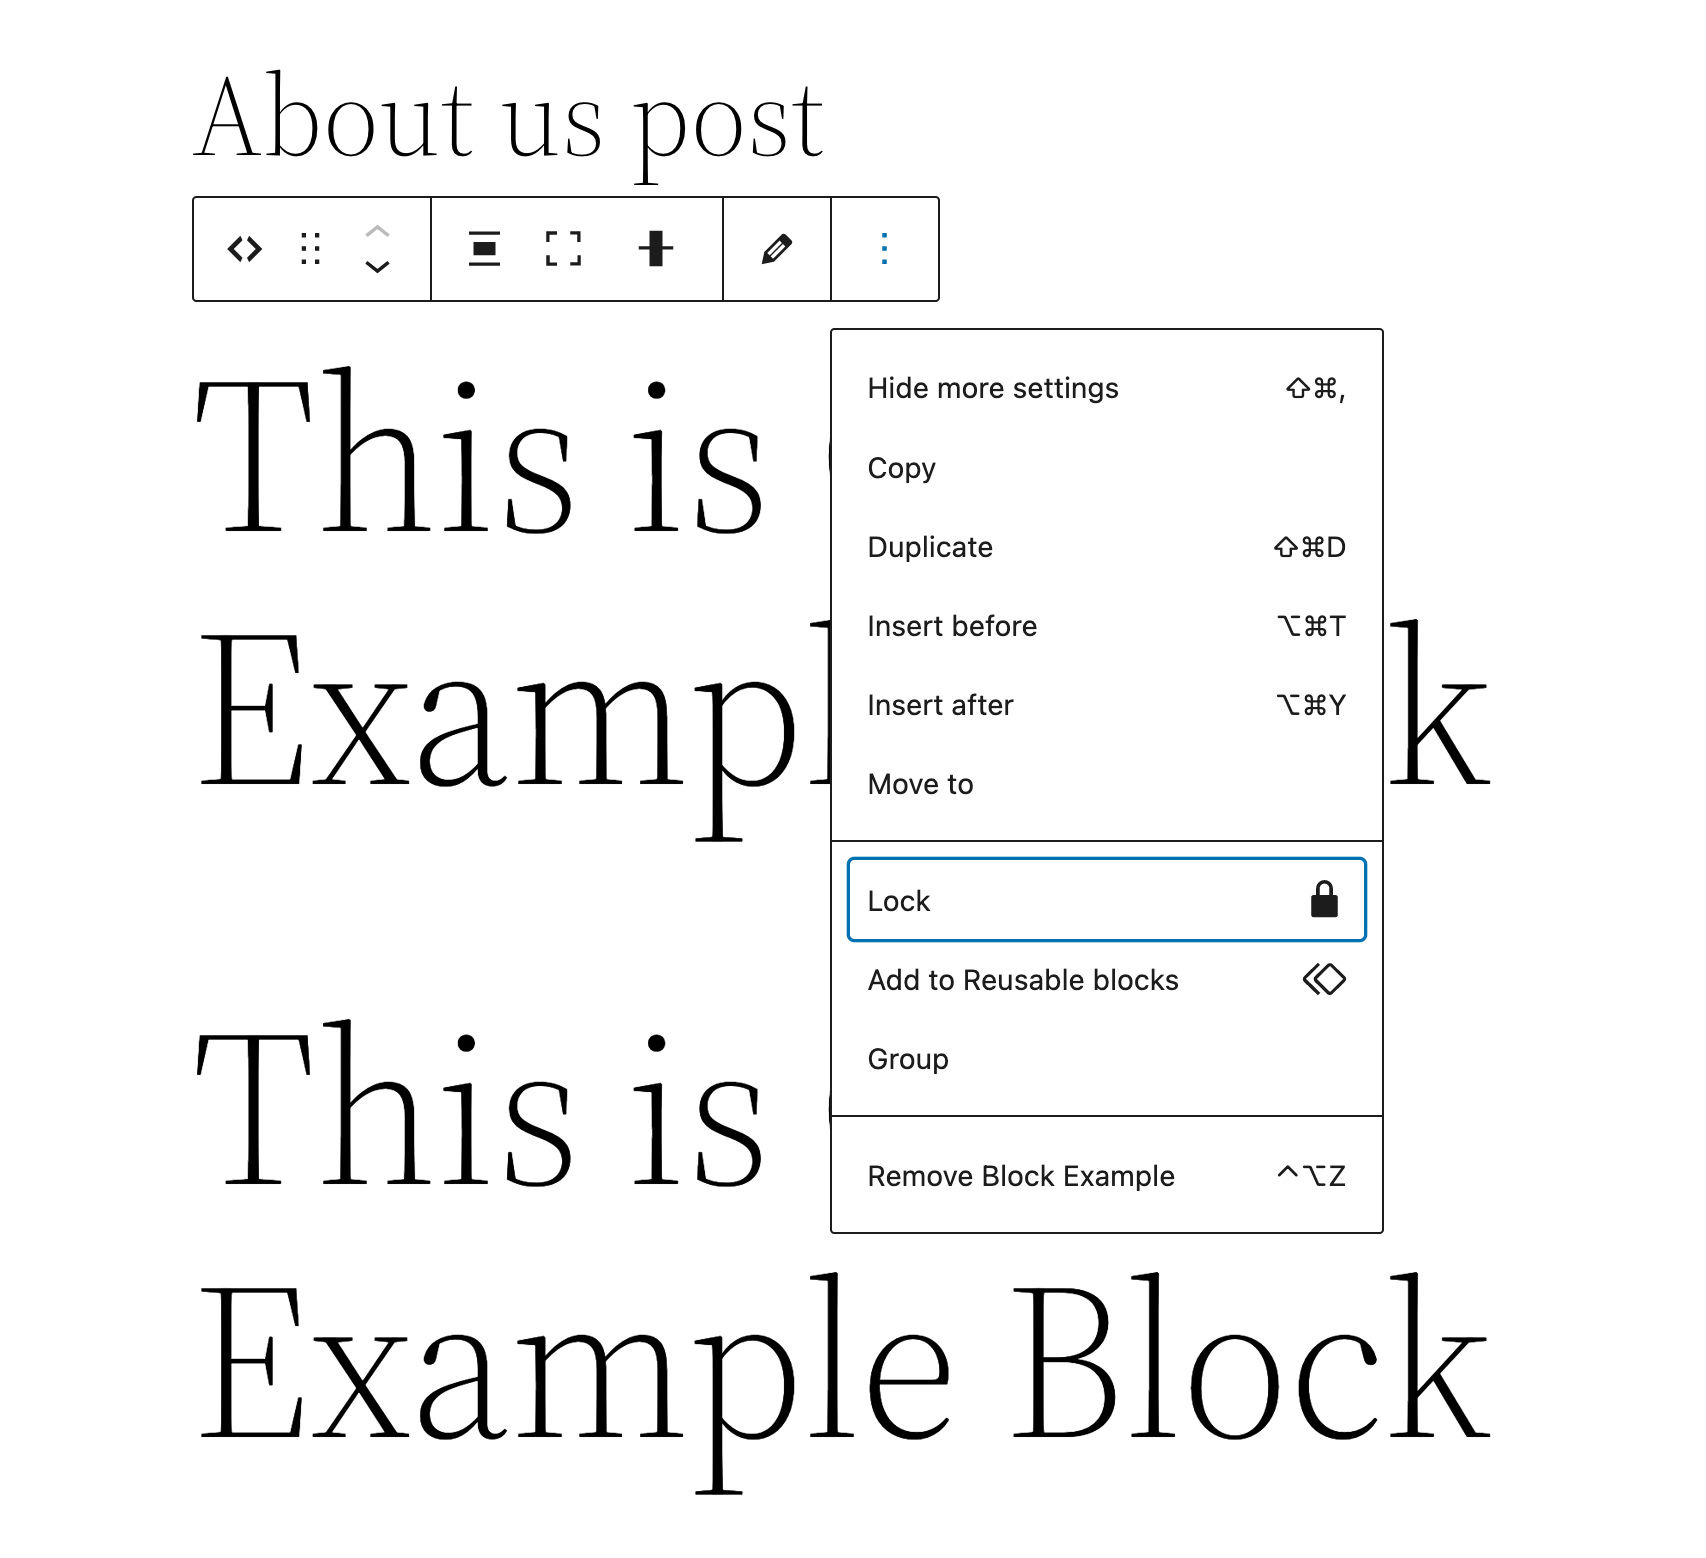 About us post
This is
Hide more settings ⇧⌘,
Copy
Duplicate ⇧⌘D
Insert before ⌥⌘T
Insert after ⌥⌘Y
Move to
Lock
Add to Reusable blocks
Group
Remove Block Example ^⌥Z
This is
Example Block